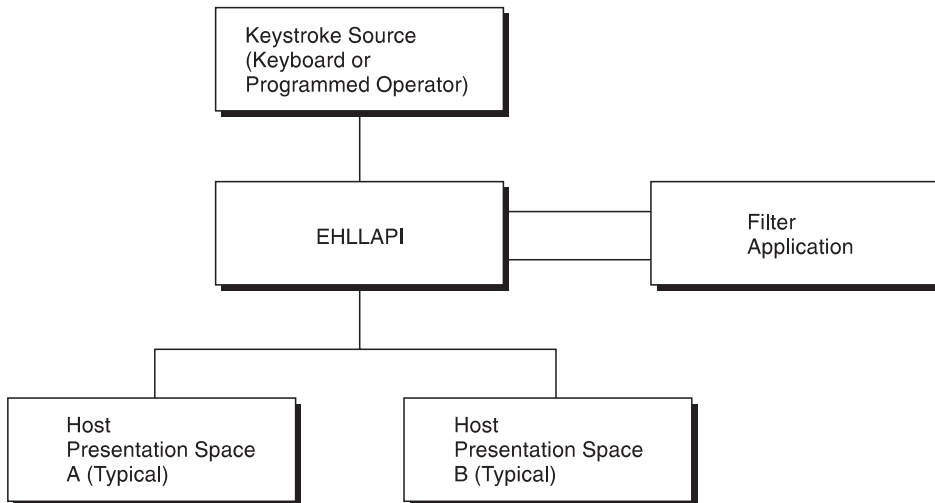 Keystroke Source
(Keyboard or
Programmed Operator)
EHLLAPI
Filter
Application
Host
Presentation Space
A (Typical)
Host
Presentation Space
B (Typical)